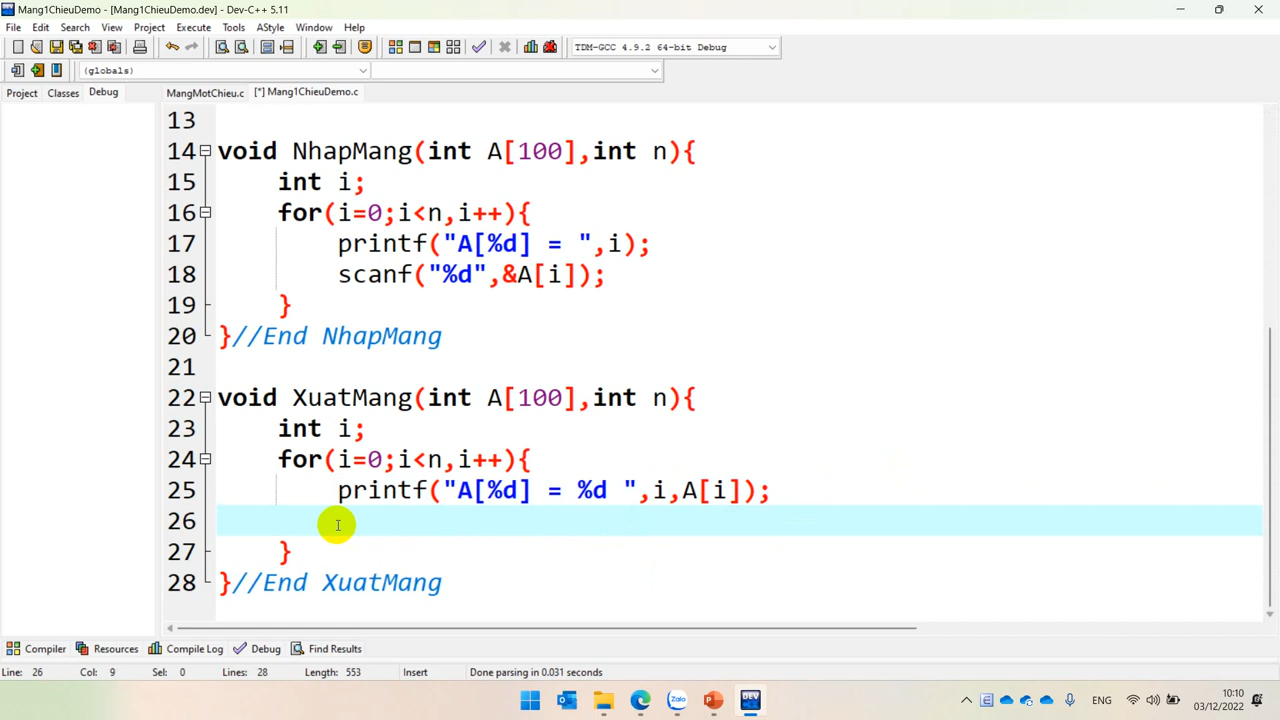 Mang1ChieuDemo - [Mang1ChieuDemo.dev] - Dev-C++ 5.11
File Edit Search View Project Execute Tools AStyle Window Help
TDM-GCC 4.9.2 64-bit Debug
(globals)
Project Classes Debug MangMotChieu.c [*] Mang1ChieuDemo.c
13
14 void NhapMang(int A[100],int n){
15 int i;
16 for(i=0;i<n,i++){
17 printf("A[%d] = ",i);
18 scanf("%d",&A[i]);
19 }
20 }//End NhapMang
21
22 void XuatMang(int A[100],int n){
23 int i;
24 for(i=0;i<n,i++){
25 printf("A[%d] = %d ",i,A[i]);
26
27 }
28 }//End XuatMang
Compiler Resources Compile Log Debug Find Results
Line: 26 Col: 9 Sel: 0 Lines: 28 Length: 553 Insert Done parsing in 0.031 seconds
Zalo DEV ENG 10:10
03/12/2022